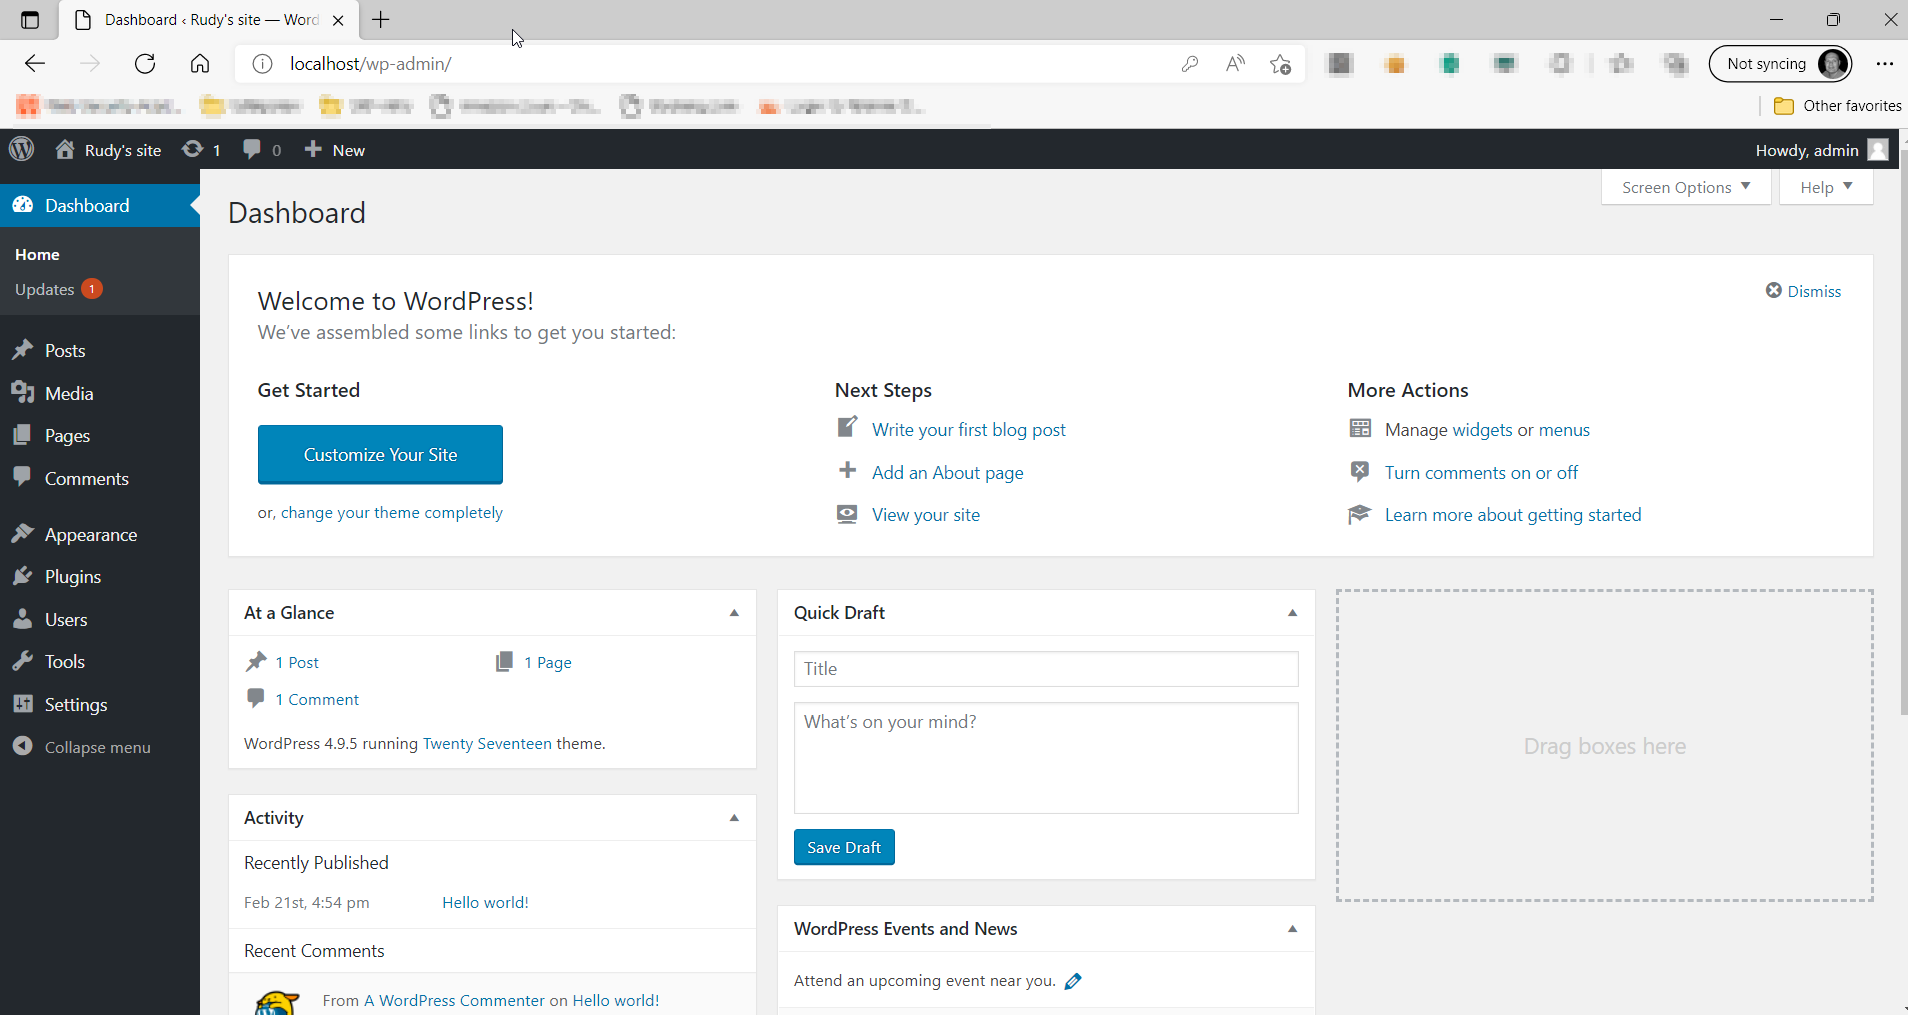 Dashboard ‹ Rudy's site — Word
localhost/wp-admin/
Not syncing
Other favorites
Rudy's site
1
0
New
Howdy, admin
Dashboard
Home
Updates 1
Posts
Media
Pages
Comments
Appearance
Plugins
Users
Tools
Settings
Collapse menu
Dashboard
Screen Options
Help
Welcome to WordPress!
We've assembled some links to get you started:
Dismiss
Get Started
Customize Your Site
or, change your theme completely
Next Steps
Write your first blog post
Add an About page
View your site
More Actions
Manage widgets or menus
Turn comments on or off
Learn more about getting started
At a Glance
1 Post
1 Page
1 Comment
WordPress 4.9.5 running Twenty Seventeen theme.
Activity
Recently Published
Feb 21st, 4:54 pm
Hello world!
Recent Comments
From A WordPress Commenter on Hello world!
Quick Draft
Title
What's on your mind?
Save Draft
WordPress Events and News
Attend an upcoming event near you.
Drag boxes here